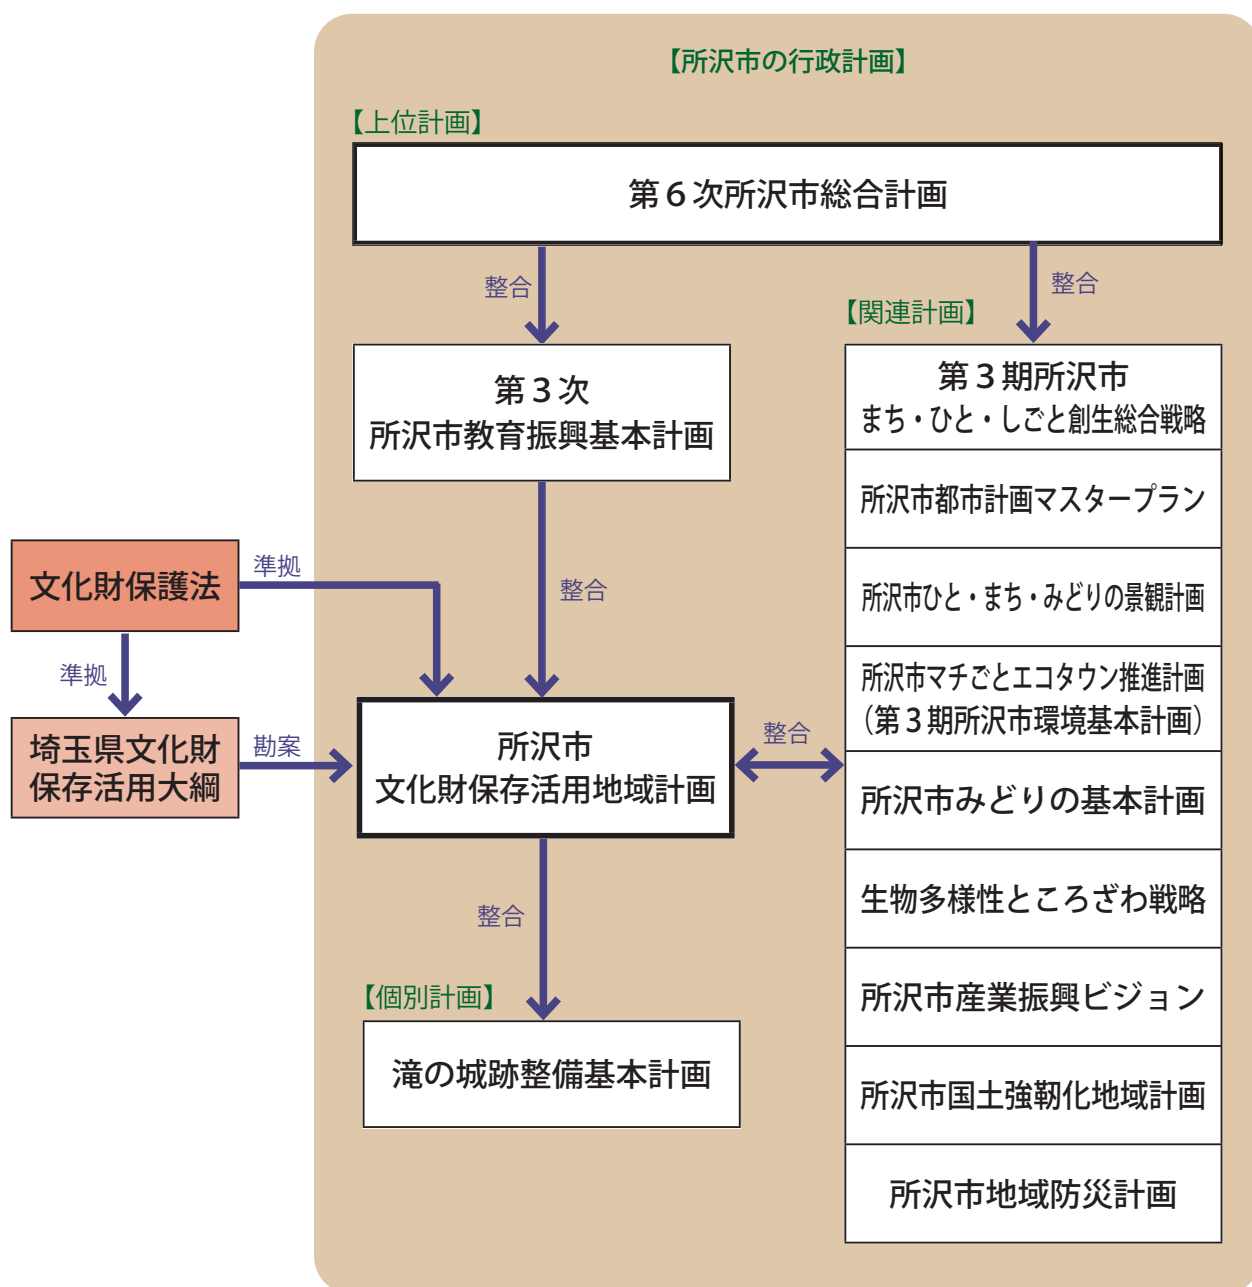 【所沢市の行政計画】
【上位計画】
第６次所沢市総合計画
整合
整合
【関連計画】
第３次
所沢市教育振興基本計画
第３期所沢市
まち・ひと・しごと創生総合戦略
所沢市都市計画マスタープラン
所沢市ひと・まち・みどりの景観計画
所沢市マチごとエコタウン推進計画
（第３期所沢市環境基本計画）
所沢市みどりの基本計画
生物多様性ところざわ戦略
所沢市産業振興ビジョン
所沢市国土強靭化地域計画
所沢市地域防災計画
文化財保護法
準拠
整合
準拠
埼玉県文化財
保存活用大綱
勘案
所沢市
文化財保存活用地域計画
整合
整合
【個別計画】
滝の城跡整備基本計画